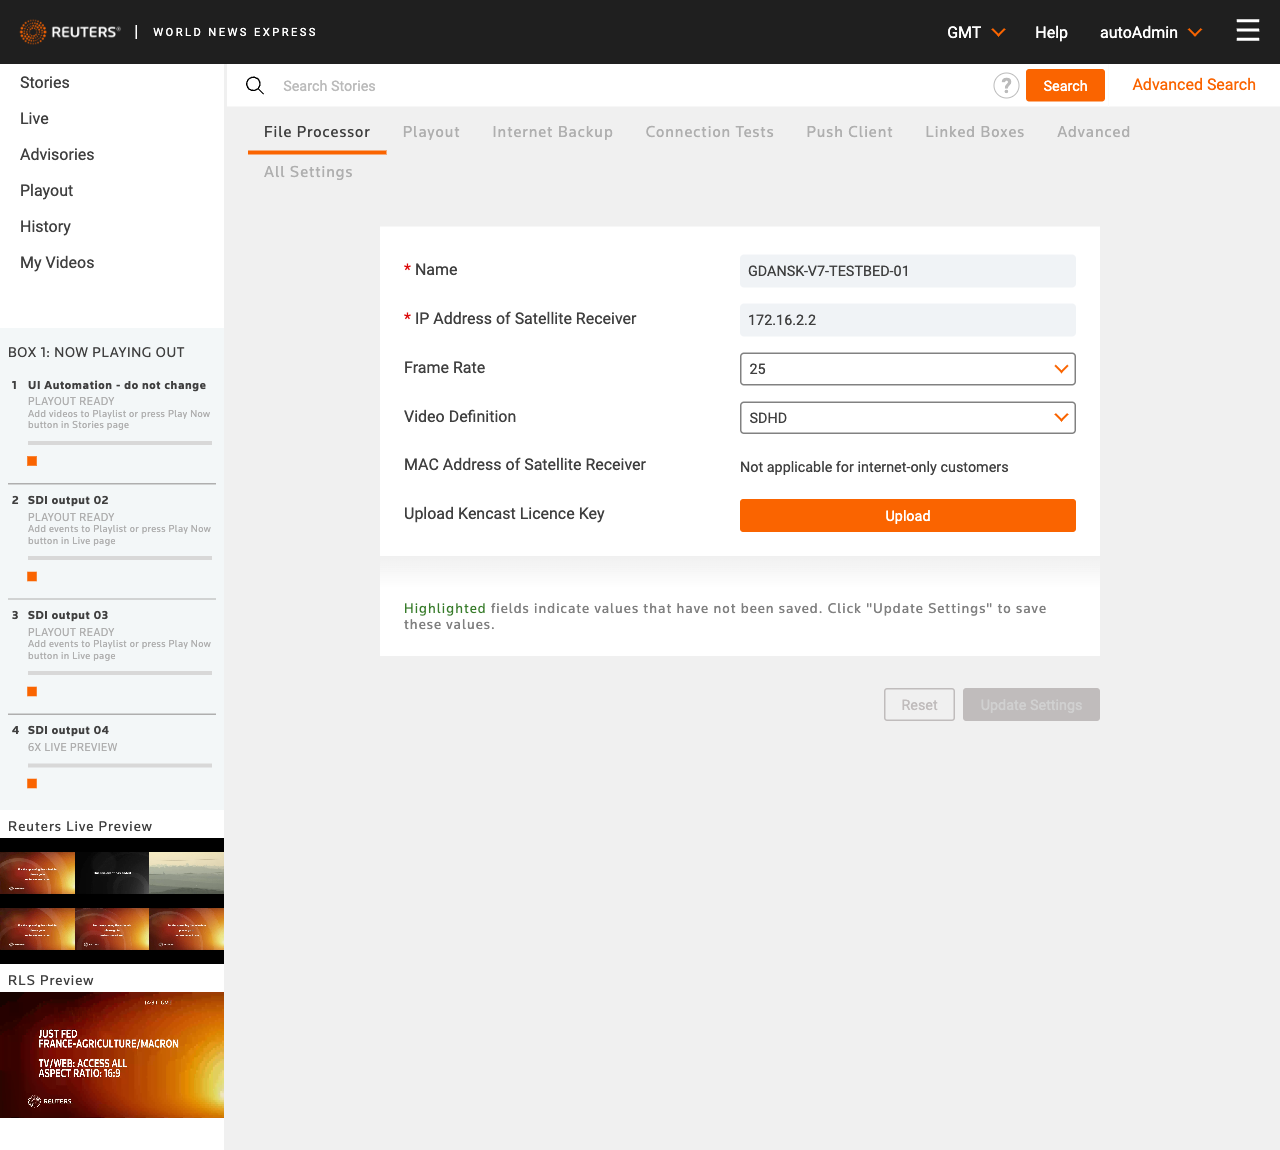 REUTERS® | WORLD NEWS EXPRESS
GMT
Help
autoAdmin
Stories
Live
Advisories
Playout
History
My Videos
Search Stories
?
Search
Advanced Search
File Processor
Playout
Internet Backup
Connection Tests
Push Client
Linked Boxes
Advanced
All Settings
* Name
GDANSK-V7-TESTBED-01
* IP Address of Satellite Receiver
172.16.2.2
Frame Rate
25
Video Definition
SDHD
MAC Address of Satellite Receiver
Not applicable for internet-only customers
Upload Kencast Licence Key
Upload
Highlighted fields indicate values that have not been saved. Click "Update Settings" to save
these values.
Reset
Update Settings
BOX 1: NOW PLAYING OUT
1 UI Automation - do not change
PLAYOUT READY
Add videos to Playlist or press Play Now
button in Stories page
2 SDI output 02
PLAYOUT READY
Add events to Playlist or press Play Now
button in Live page
3 SDI output 03
PLAYOUT READY
Add events to Playlist or press Play Now
button in Live page
4 SDI output 04
6X LIVE PREVIEW
Reuters Live Preview
RLS Preview
JUST FED
FRANCE-AGRICULTURE/MACRON
TV/WEB: ACCESS ALL
ASPECT RATIO: 16:9
REUTERS